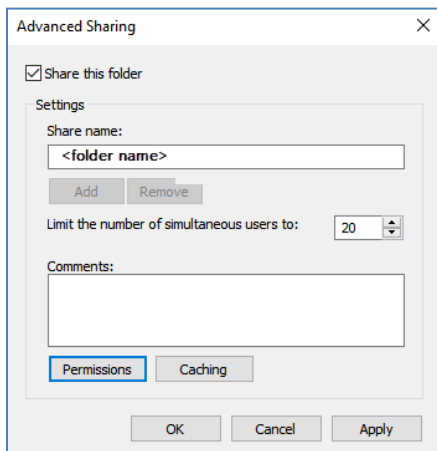 Advanced Sharing
Share this folder
Settings
Share name:
<folder name>
Add Remove
Limit the number of simultaneous users to: 20
Comments:
Permissions Caching
OK Cancel Apply